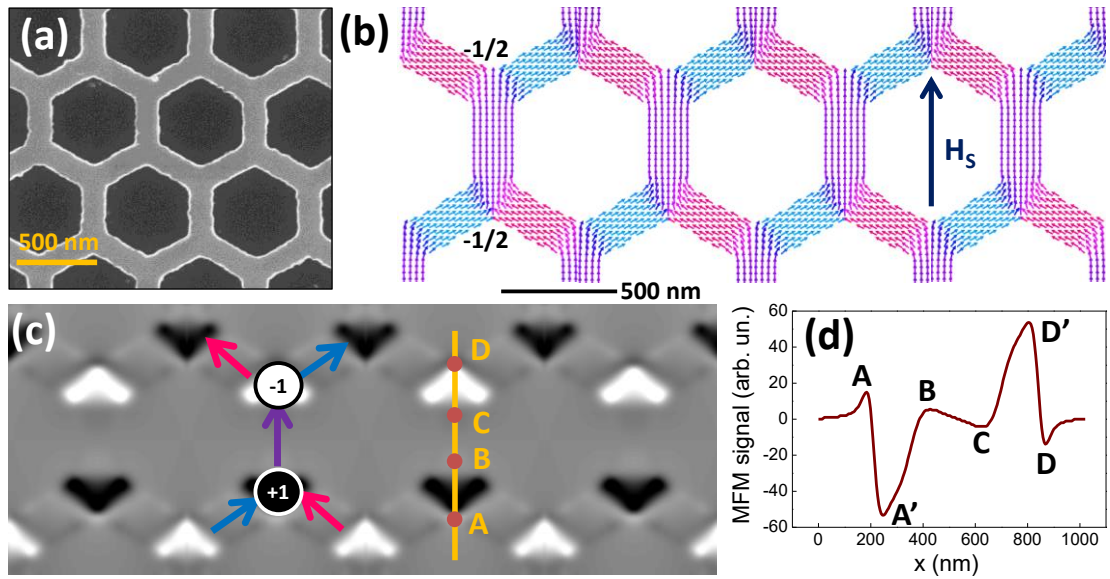 (a)
500 nm
(b)
-1/2
-1/2
H_S
500 nm
(c)
-1
+1
D
C
B
A
(d)
MFM signal (arb. un.)
60
40
20
0
-20
-40
-60
A
A’
B
C
D’
D
0 200 400 600 800 1000
x (nm)